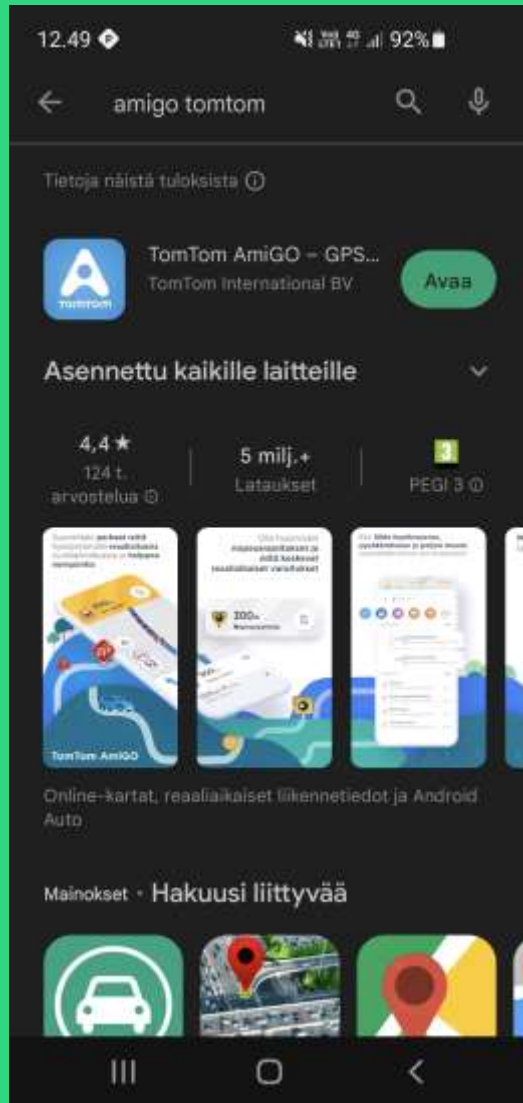 12.49
92%
amigo tomtom
Tietoja näistä tuloksista
TomTom AmiGO – GPS...
TomTom International BV
Avaa
TOMTOM
Asennettu kaikille laitteille
4,4 ★
124 t.
arvostelua
5 milj.+
Lataukset
3
PEGI 3
300
TomTom AmiGO
Online-kartat, reaaliaikaiset liikennetiedot ja Android
Auto
Mainokset • Hakuusi liittyvää